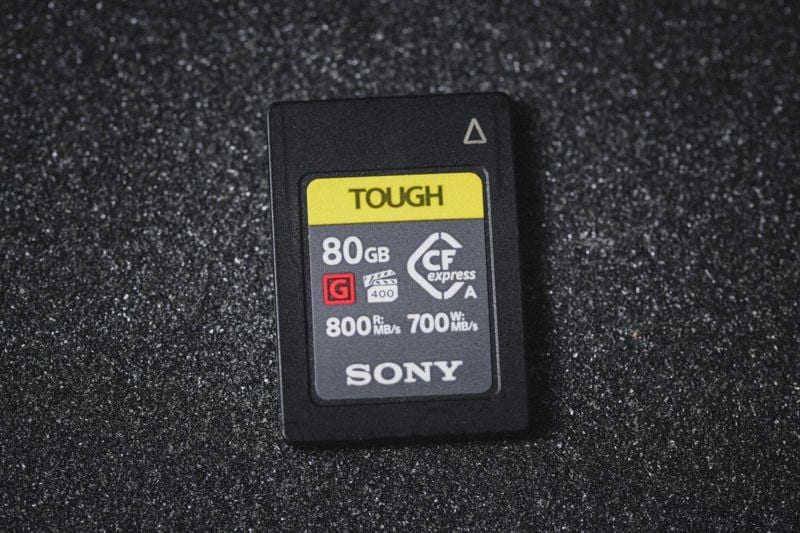 TOUGH
80GB
CF express A
G 400
800 R: MB/s 700 W: MB/s
SONY